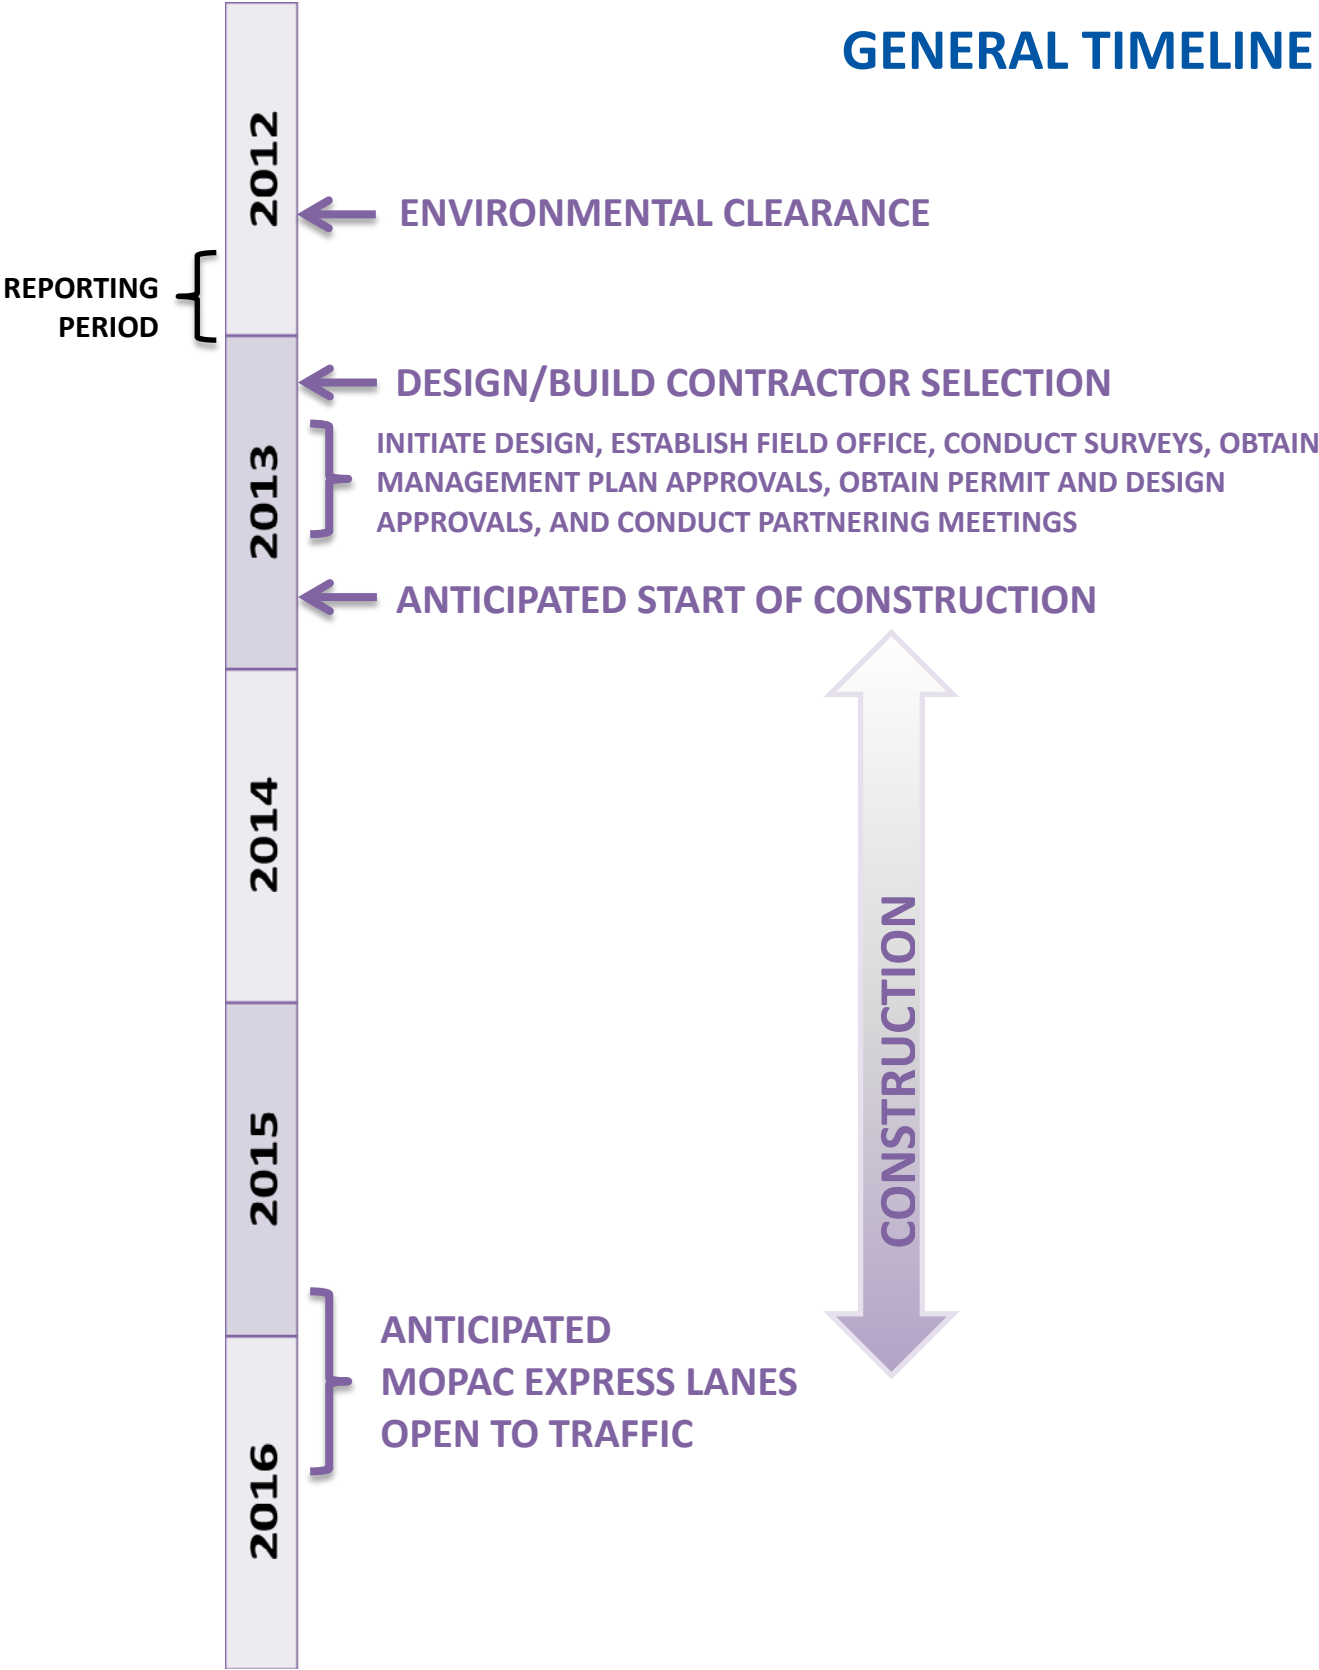 GENERAL TIMELINE
2012
ENVIRONMENTAL CLEARANCE
REPORTING
PERIOD
DESIGN/BUILD CONTRACTOR SELECTION
2013
INITIATE DESIGN, ESTABLISH FIELD OFFICE, CONDUCT SURVEYS, OBTAIN
MANAGEMENT PLAN APPROVALS, OBTAIN PERMIT AND DESIGN
APPROVALS, AND CONDUCT PARTNERING MEETINGS
ANTICIPATED START OF CONSTRUCTION
2014
CONSTRUCTION
2015
ANTICIPATED
MOPAC EXPRESS LANES
OPEN TO TRAFFIC
2016